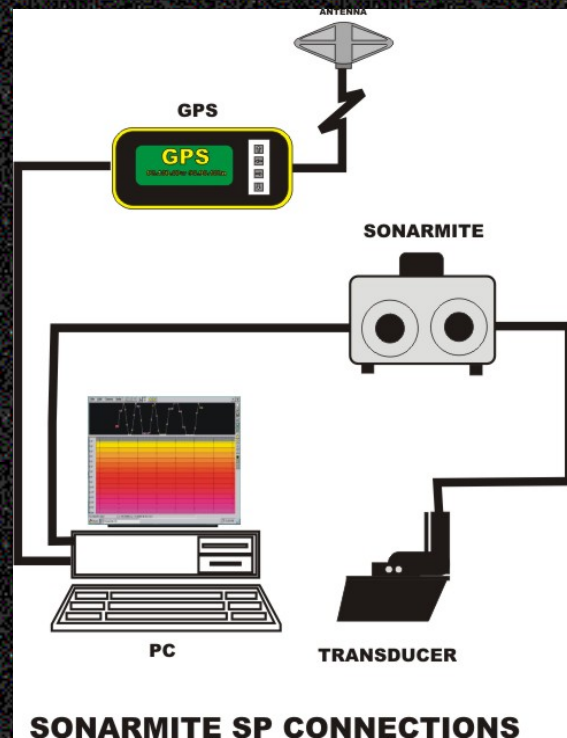 ANTENNA
GPS
GPS
SONARMITE
PC
TRANSDUCER
SONARMITE SP CONNECTIONS